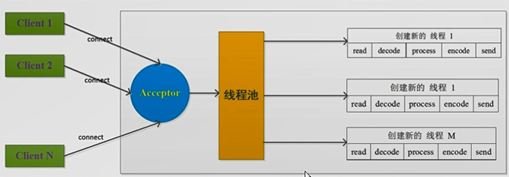 Client 1
connect
Client 2
connect
Client N
connect
Acceptor
线程池
创建新的 线程 1
read decode process encode send
创建新的 线程 1
read decode process encode send
创建新的 线程 M
read decode process encode send